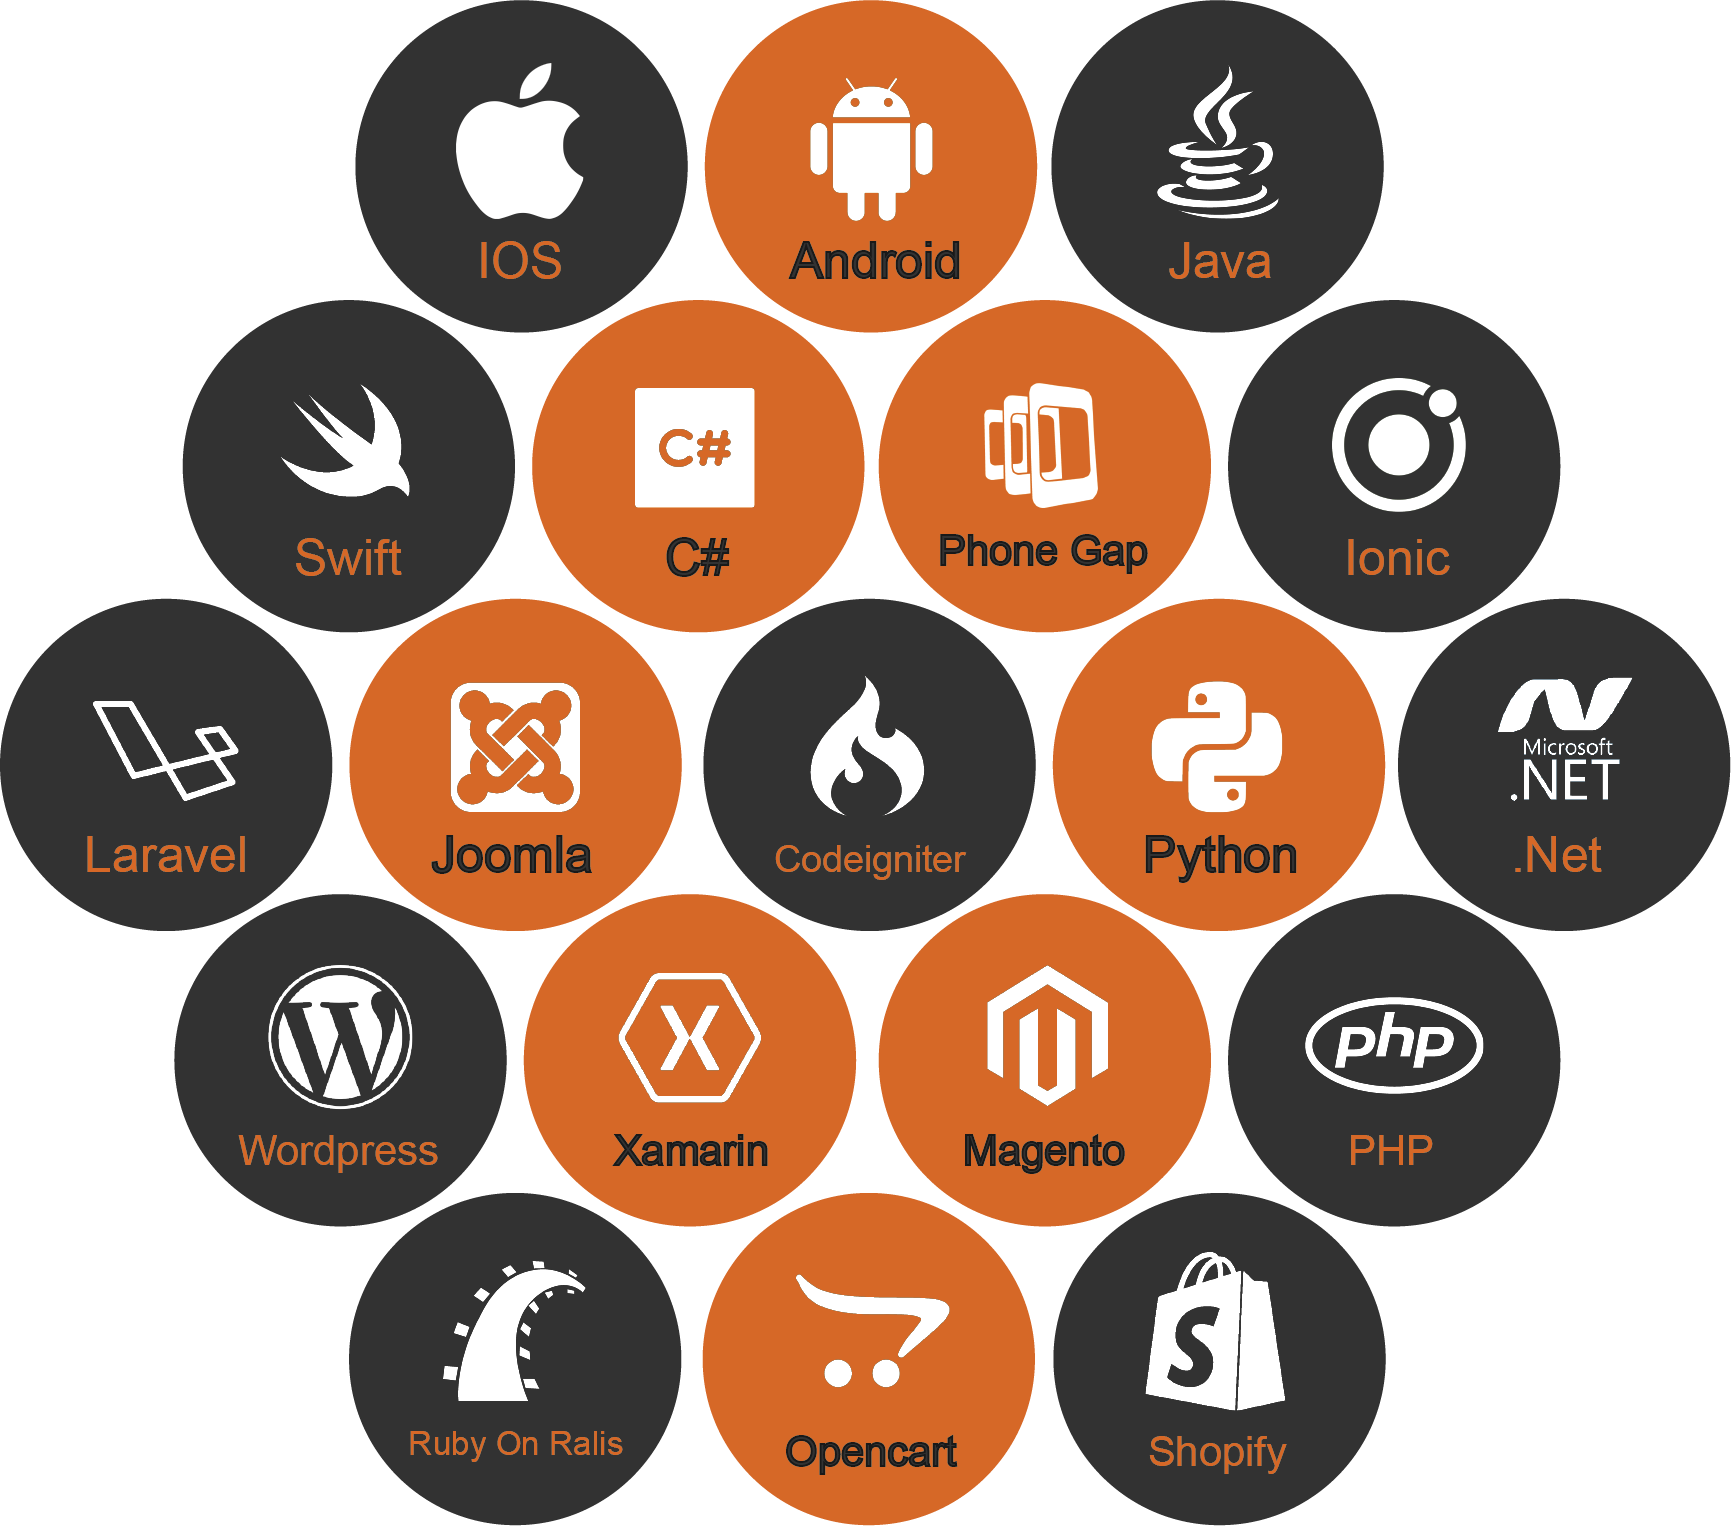 IOS
Android
Java
C#
Swift
C#
Phone Gap
Ionic
Microsoft
.NET
Laravel
Joomla
Codeigniter
Python
.Net
W
X
php
Wordpress
Xamarin
Magento
PHP
S
Ruby On Ralis
Opencart
Shopify